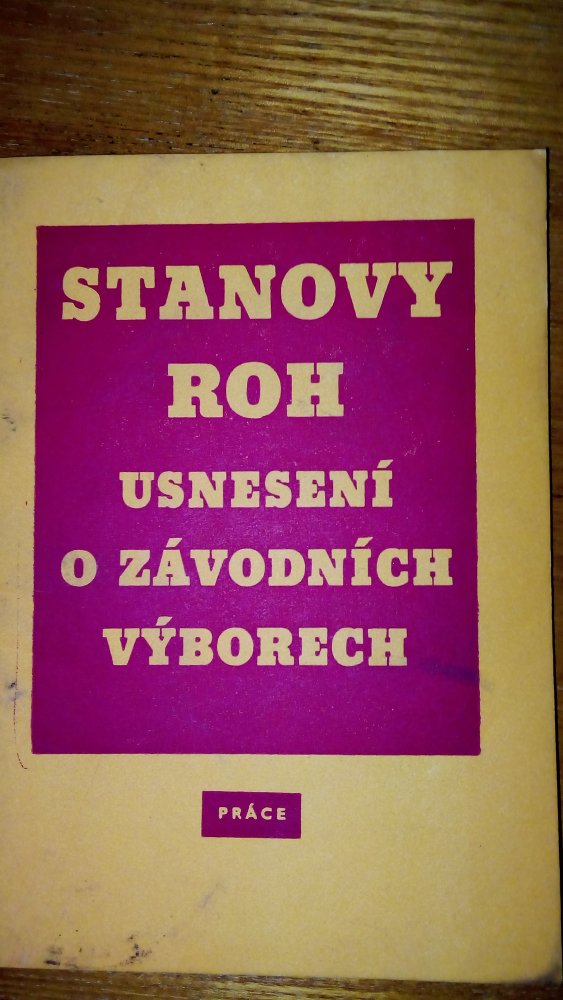 STANOVY
ROH
USNESENÍ
O ZÁVODNÍCH
VÝBORECH
PRÁCE